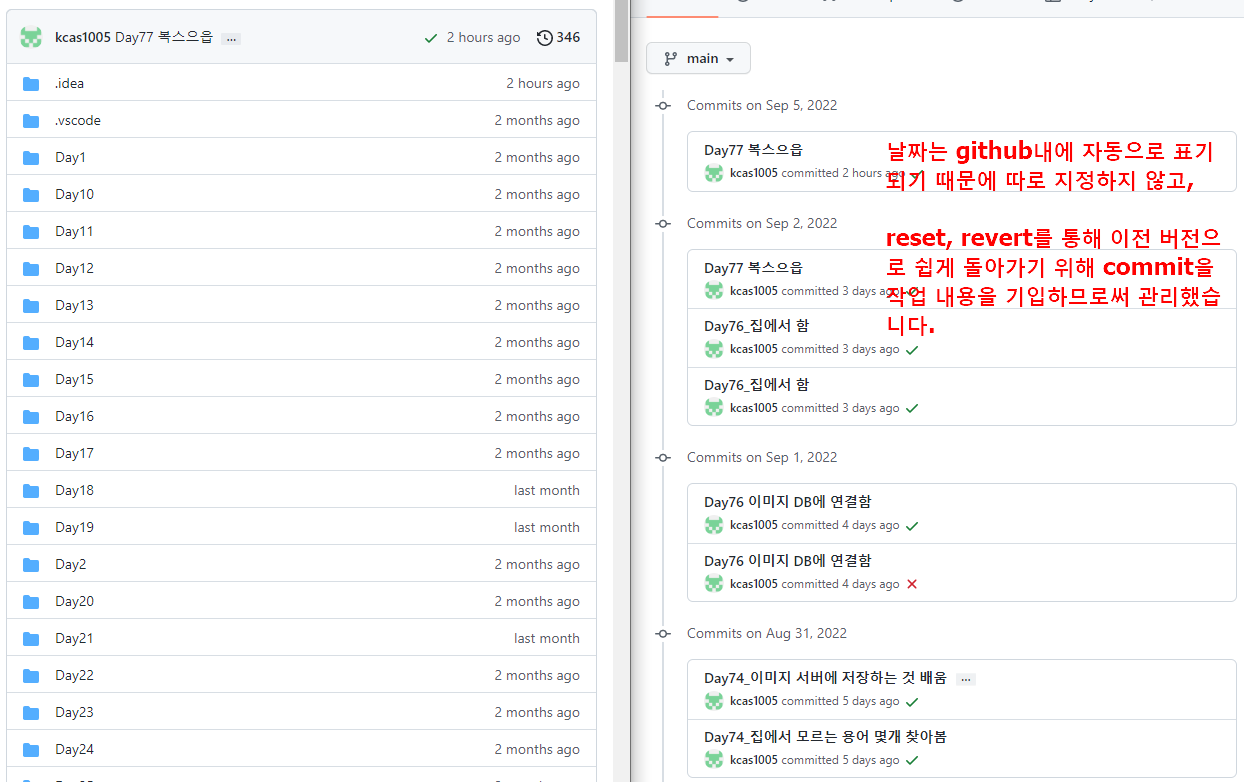 kcas1005 Day77 복스으읍 ...
2 hours ago 346
.idea 2 hours ago
.vscode 2 months ago
Day1 2 months ago
Day10 2 months ago
Day11 2 months ago
Day12 2 months ago
Day13 2 months ago
Day14 2 months ago
Day15 2 months ago
Day16 2 months ago
Day17 2 months ago
Day18 last month
Day19 last month
Day2 2 months ago
Day20 2 months ago
Day21 last month
Day22 2 months ago
Day23 2 months ago
Day24 2 months ago
main
Commits on Sep 5, 2022
Day77 복스으읍
kcas1005 committed 2 hours ago
날짜는 github내에 자동으로 표기
되기 때문에 따로 지정하지 않고,
Commits on Sep 2, 2022
reset, revert를 통해 이전 버전으
로 쉽게 돌아가기 위해 commit을
작업 내용을 기입하므로써 관리했습
니다.
Day77 복스으읍
kcas1005 committed 3 days ago
Day76_집에서 함
kcas1005 committed 3 days ago
Day76_집에서 함
kcas1005 committed 3 days ago
Commits on Sep 1, 2022
Day76 이미지 DB에 연결함
kcas1005 committed 4 days ago
Day76 이미지 DB에 연결함
kcas1005 committed 4 days ago
Commits on Aug 31, 2022
Day74_이미지 서버에 저장하는 것 배움 ...
kcas1005 committed 5 days ago
Day74_집에서 모르는 용어 몇개 찾아봄
kcas1005 committed 5 days ago